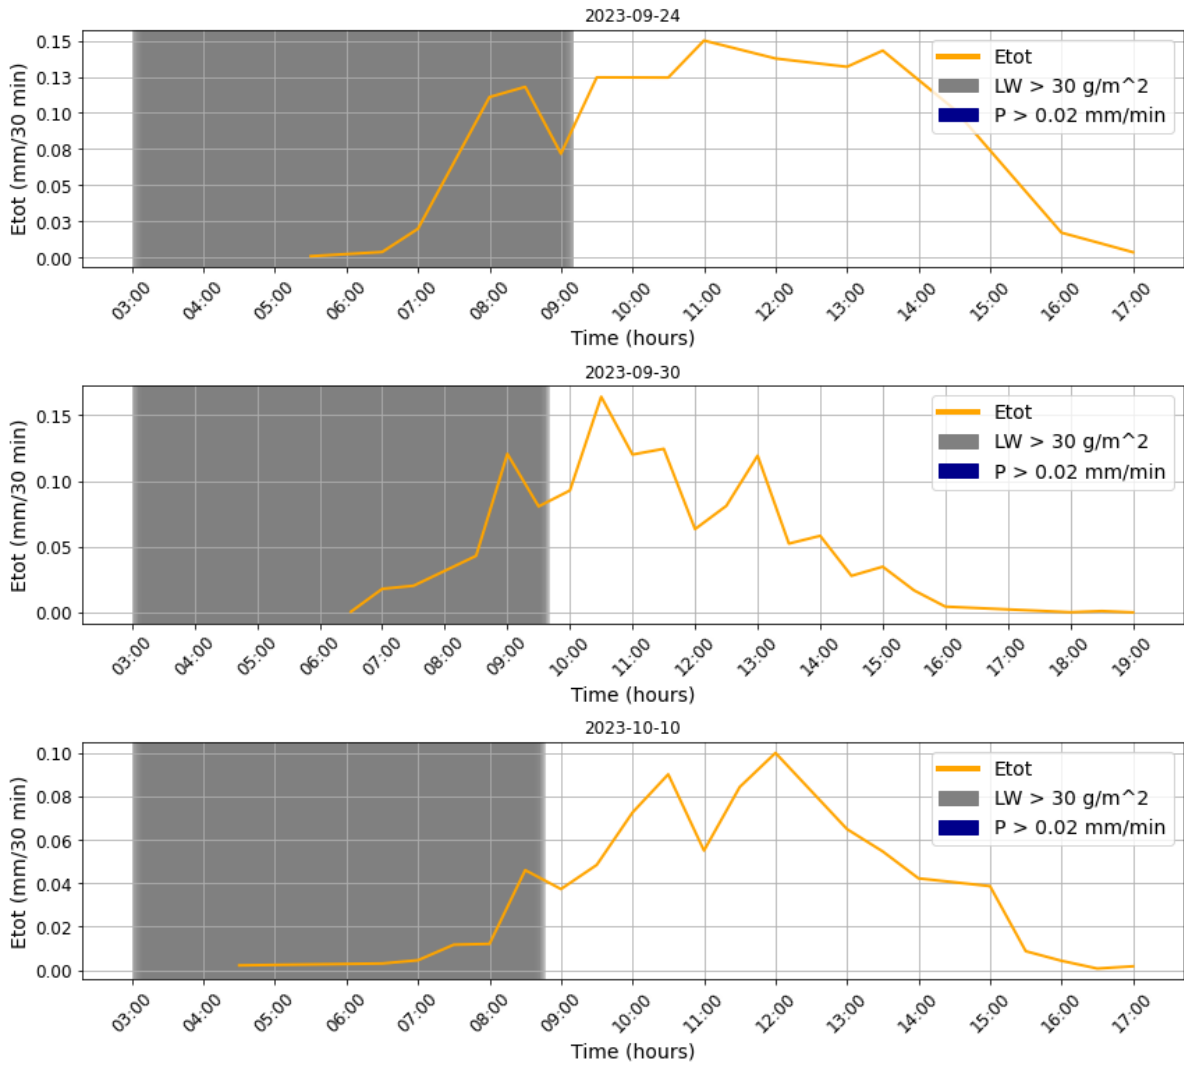 2023-09-24
Etot (mm/30 min)
0.15
0.13
0.10
0.08
0.05
0.03
0.00
Etot
LW > 30 g/m^2
P > 0.02 mm/min
03:00 04:00 05:00 06:00 07:00 08:00 09:00 10:00 11:00 12:00 13:00 14:00 15:00 16:00 17:00
Time (hours)
2023-09-30
Etot (mm/30 min)
0.15
0.10
0.05
0.00
Etot
LW > 30 g/m^2
P > 0.02 mm/min
03:00 04:00 05:00 06:00 07:00 08:00 09:00 10:00 11:00 12:00 13:00 14:00 15:00 16:00 17:00 18:00 19:00
Time (hours)
2023-10-10
Etot (mm/30 min)
0.10
0.08
0.06
0.04
0.02
0.00
Etot
LW > 30 g/m^2
P > 0.02 mm/min
03:00 04:00 05:00 06:00 07:00 08:00 09:00 10:00 11:00 12:00 13:00 14:00 15:00 16:00 17:00
Time (hours)